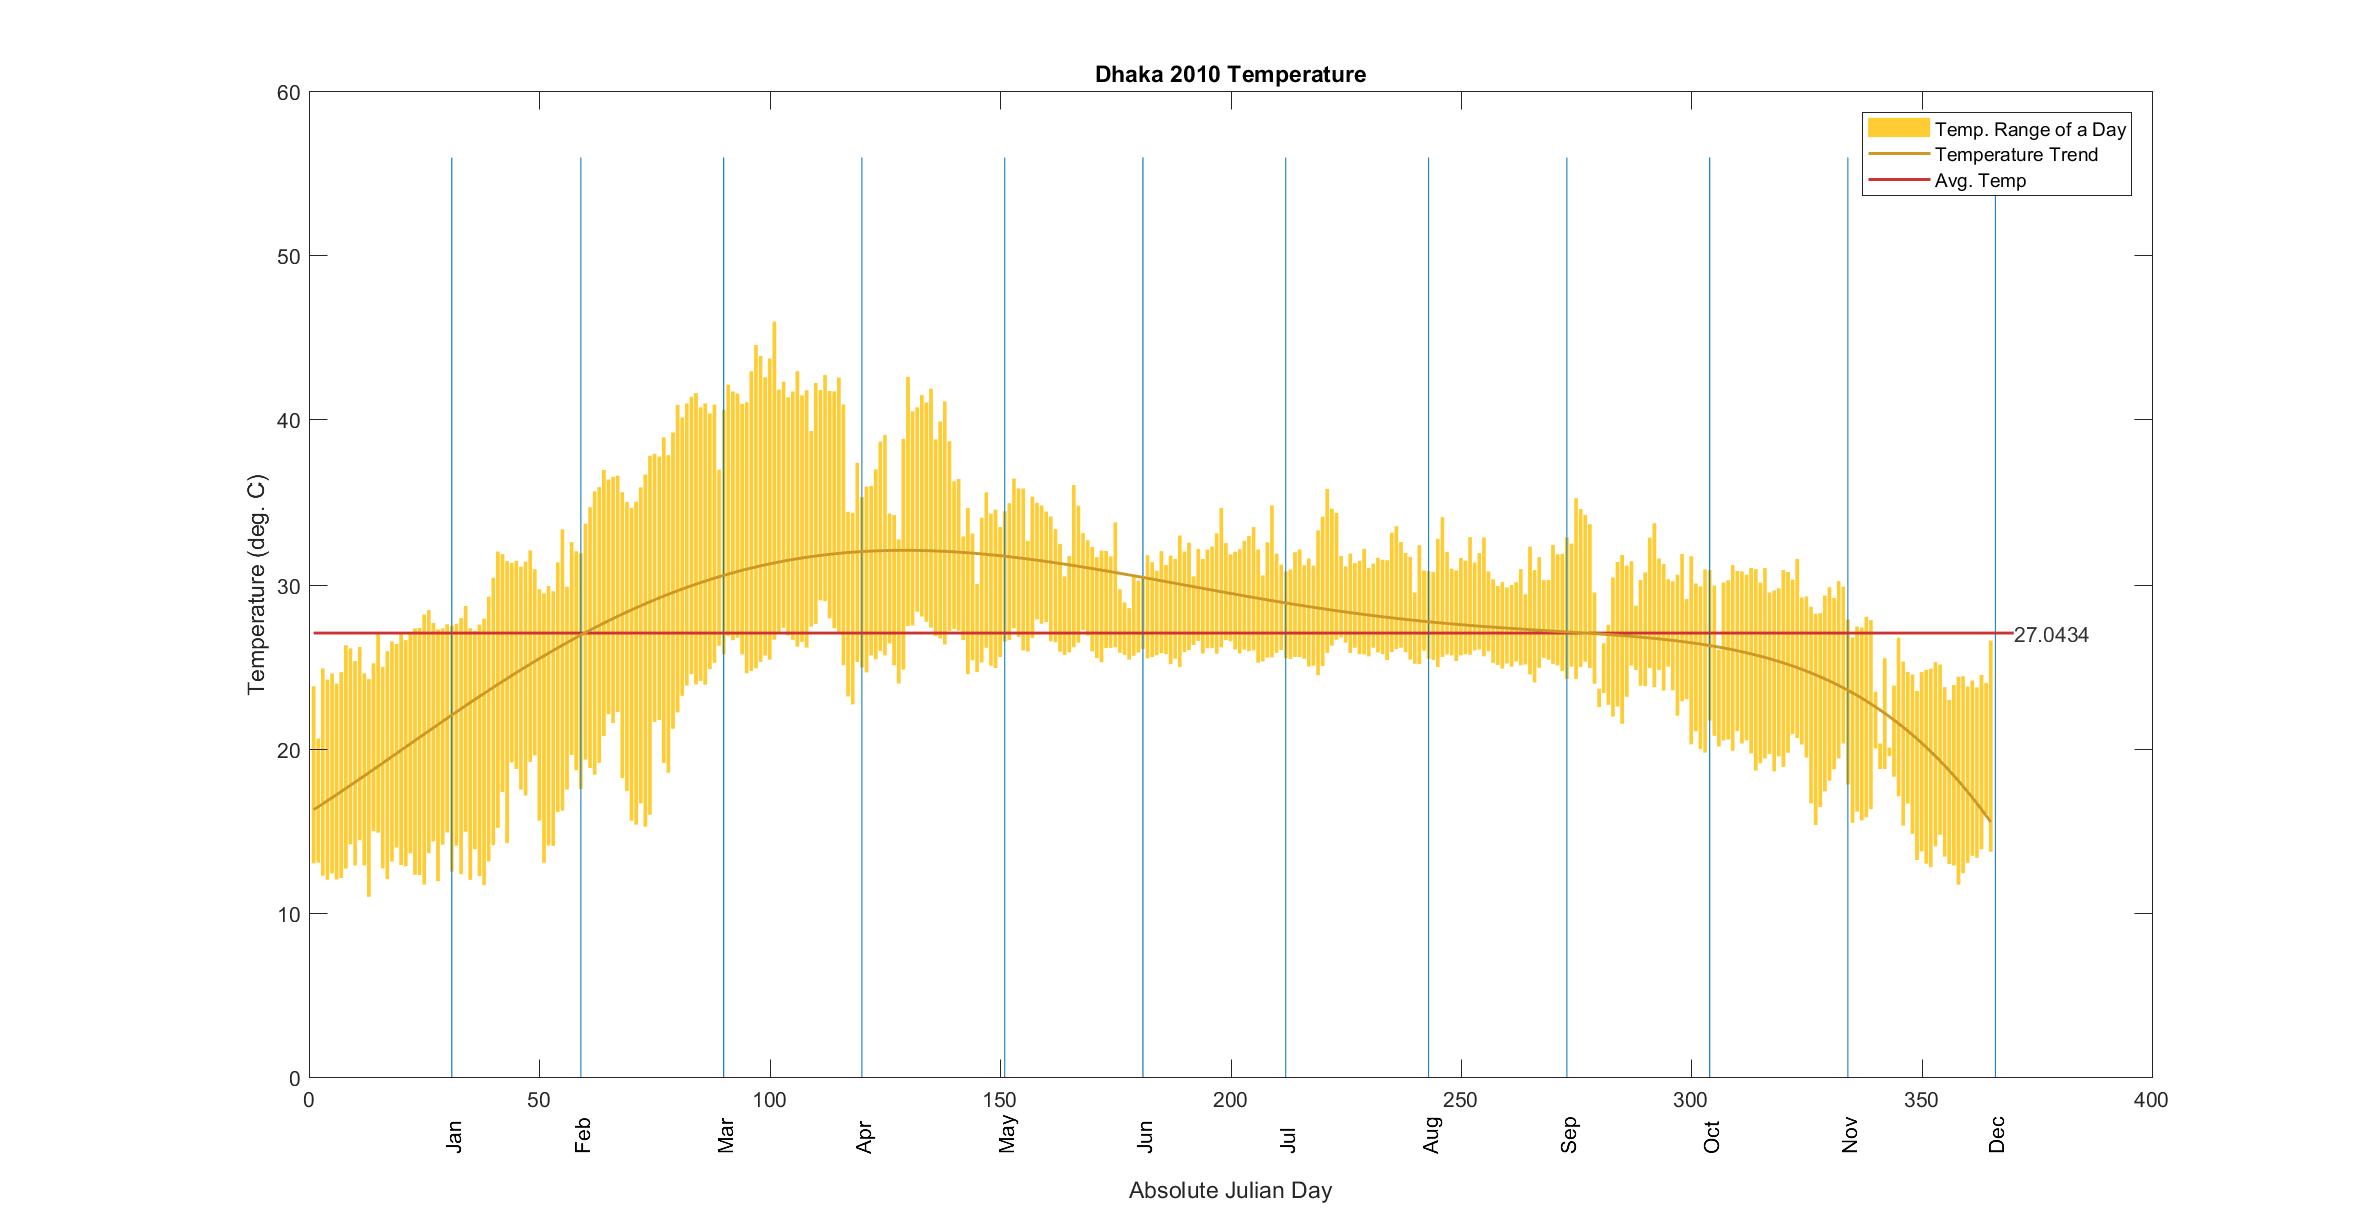 Dhaka 2010 Temperature
Temp. Range of a Day
Temperature Trend
Avg. Temp
Temperature (deg. C)
60
50
40
30
20
10
0
27.0434
0 50 100 150 200 250 300 350 400
Jan Feb Mar Apr May Jun Jul Aug Sep Oct Nov Dec
Absolute Julian Day